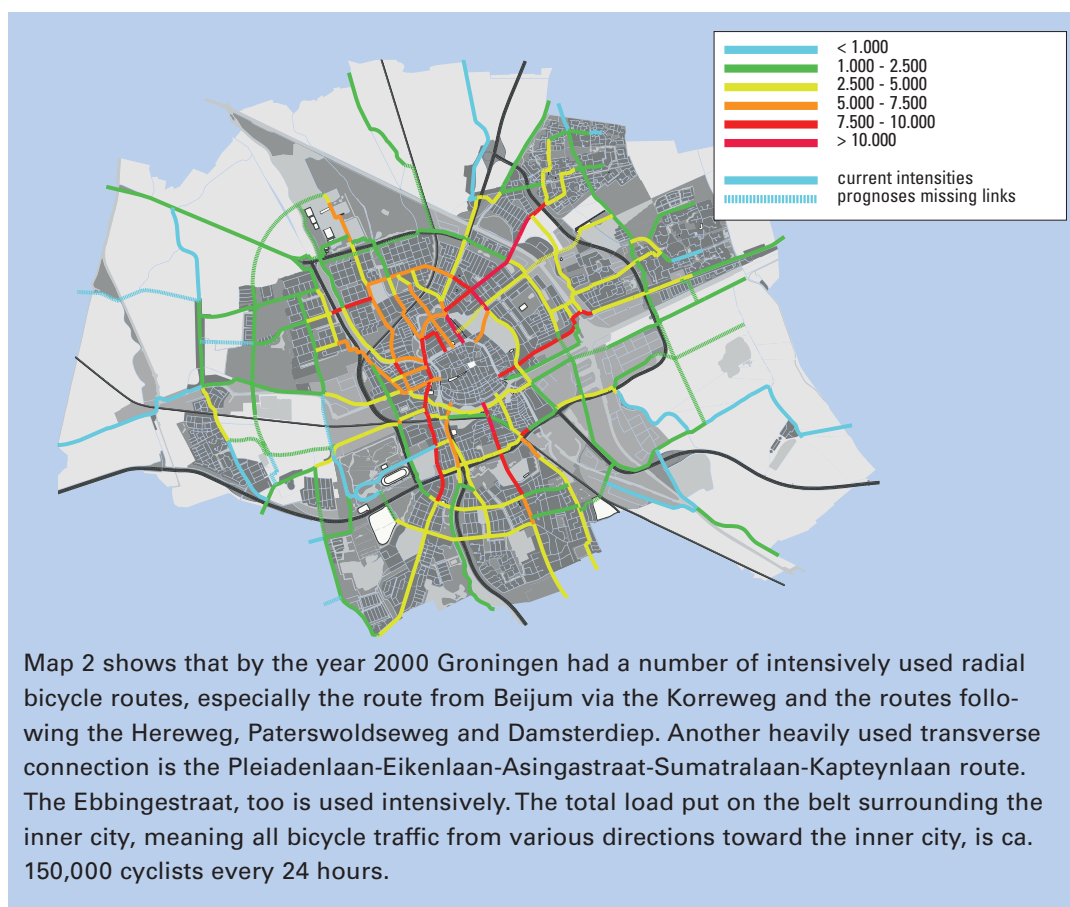 < 1.000
1.000 - 2.500
2.500 - 5.000
5.000 - 7.500
7.500 - 10.000
> 10.000
current intensities
prognoses missing links
Map 2 shows that by the year 2000 Groningen had a number of intensively used radial
bicycle routes, especially the route from Beijum via the Korreweg and the routes follo-
wing the Hereweg, Paterswoldseweg and Damsterdiep. Another heavily used transverse
connection is the Pleiadenlaan-Eikenlaan-Asingastraat-Sumatralaan-Kapteynlaan route.
The Ebbingestraat, too is used intensively. The total load put on the belt surrounding the
inner city, meaning all bicycle traffic from various directions toward the inner city, is ca.
150,000 cyclists every 24 hours.